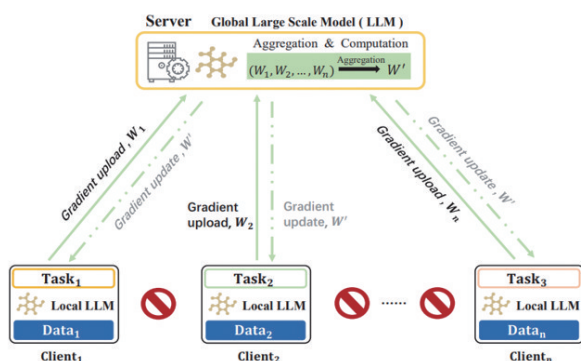 Server Global Large Scale Model ( LLM )
Aggregation & Computation
(W₁, W₂, ..., Wₙ) Aggregation W'
Gradient upload, W₁
Gradient update, W'
Gradient upload, W₂
Gradient update, W'
Gradient upload, Wₙ
Gradient update, W'
Task₁
Local LLM
Data₁
Client₁
Task₂
Local LLM
Data₂
Client₂
......
Task₃
Local LLM
Dataₙ
Clientₙ